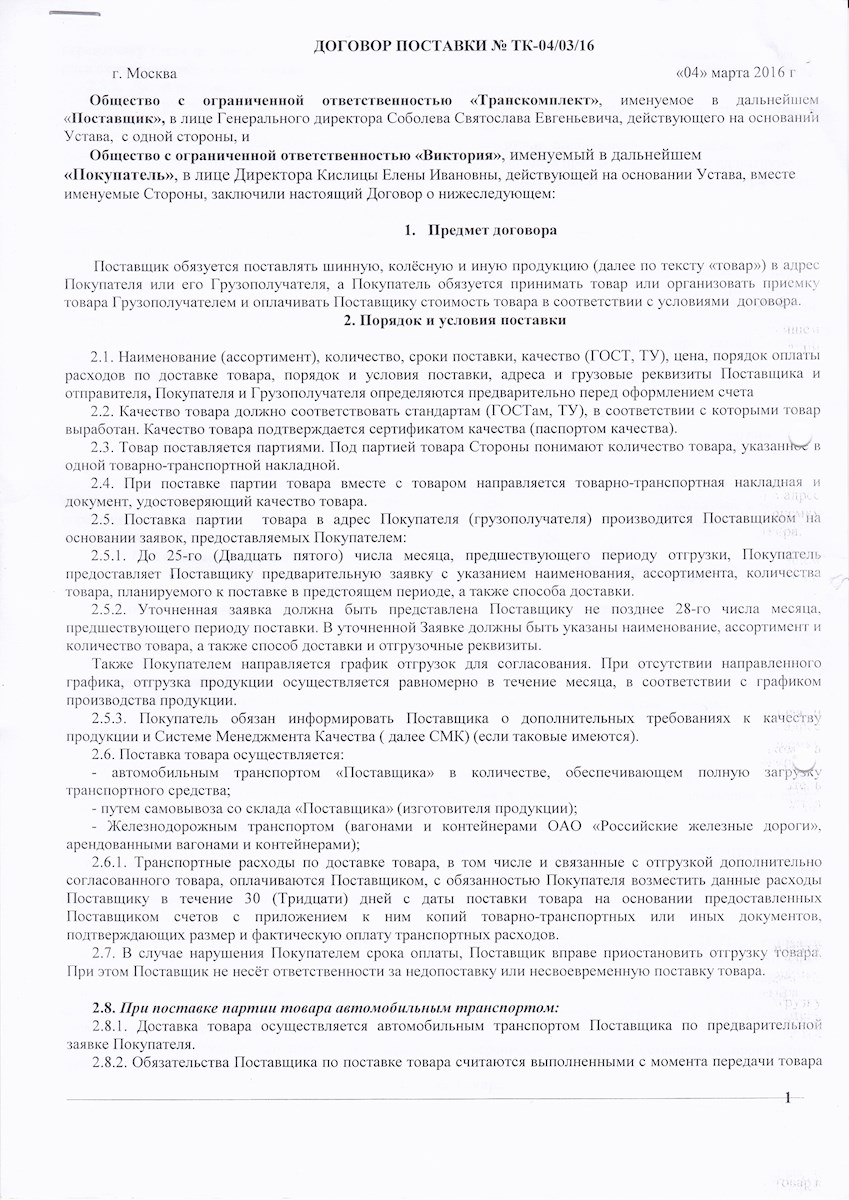 ДОГОВОР ПОСТАВКИ № ТК-04/03/16
г. Москва «04» марта 2016 г
Общество с ограниченной ответственностью «Транскомплект», именуемое в дальнейшем
«Поставщик», в лице Генерального директора Соболева Святослава Евгеньевича, действующего на основании
Устава, с одной стороны, и
Общество с ограниченной ответственностью «Виктория», именуемый в дальнейшем
«Покупатель», в лице Директора Кислицы Елены Ивановны, действующей на основании Устава, вместе
именуемые Стороны, заключили настоящий Договор о нижеследующем:
1. Предмет договора
Поставщик обязуется поставлять шинную, колёсную и иную продукцию (далее по тексту «товар») в адрес
Покупателя или его Грузополучателя, а Покупатель обязуется принимать товар или организовать приемку
товара Грузополучателем и оплачивать Поставщику стоимость товара в соответствии с условиями договора.
2. Порядок и условия поставки
2.1. Наименование (ассортимент), количество, сроки поставки, качество (ГОСТ, ТУ), цена, порядок оплаты
расходов по доставке товара, порядок и условия поставки, адреса и грузовые реквизиты Поставщика и
отправителя, Покупателя и Грузополучателя определяются предварительно перед оформлением счета
2.2. Качество товара должно соответствовать стандартам (ГОСТам, ТУ), в соответствии с которыми товар
выработан. Качество товара подтверждается сертификатом качества (паспортом качества).
2.3. Товар поставляется партиями. Под партией товара Стороны понимают количество товара, указанное в
одной товарно-транспортной накладной.
2.4. При поставке партии товара вместе с товаром направляется товарно-транспортная накладная и
документ, удостоверяющий качество товара.
2.5. Поставка партии товара в адрес Покупателя (грузополучателя) производится Поставщиком на
основании заявок, предоставляемых Покупателем:
2.5.1. До 25-го (Двадцать пятого) числа месяца, предшествующего периоду отгрузки, Покупатель
предоставляет Поставщику предварительную заявку с указанием наименования, ассортимента, количества
товара, планируемого к поставке в предстоящем периоде, а также способа доставки.
2.5.2. Уточненная заявка должна быть представлена Поставщику не позднее 28-го числа месяца,
предшествующего периоду поставки. В уточненной Заявке должны быть указаны наименование, ассортимент и
количество товара, а также способ доставки и отгрузочные реквизиты.
Также Покупателем направляется график отгрузок для согласования. При отсутствии направленного
графика, отгрузка продукции осуществляется равномерно в течение месяца, в соответствии с графиком
производства продукции.
2.5.3. Покупатель обязан информировать Поставщика о дополнительных требованиях к качеству
продукции и Системе Менеджмента Качества ( далее СМК) (если таковые имеются).
2.6. Поставка товара осуществляется:
- автомобильным транспортом «Поставщика» в количестве, обеспечивающем полную загрузку
транспортного средства;
- путем самовывоза со склада «Поставщика» (изготовителя продукции);
- Железнодорожным транспортом (вагонами и контейнерами ОАО «Российские железные дороги»,
арендованными вагонами и контейнерами);
2.6.1. Транспортные расходы по доставке товара, в том числе и связанные с отгрузкой дополнительно
согласованного товара, оплачиваются Поставщиком, с обязанностью Покупателя возместить данные расходы
Поставщику в течение 30 (Тридцати) дней с даты поставки товара на основании предоставленных
Поставщиком счетов с приложением к ним копий товарно-транспортных или иных документов,
подтверждающих размер и фактическую оплату транспортных расходов.
2.7. В случае нарушения Покупателем срока оплаты, Поставщик вправе приостановить отгрузку товара.
При этом Поставщик не несёт ответственности за недопоставку или несвоевременную поставку товара.
2.8. При поставке партии товара автомобильным транспортом:
2.8.1. Доставка товара осуществляется автомобильным транспортом Поставщика по предварительной
заявке Покупателя.
2.8.2. Обязательства Поставщика по поставке товара считаются выполненными с момента передачи товара
1